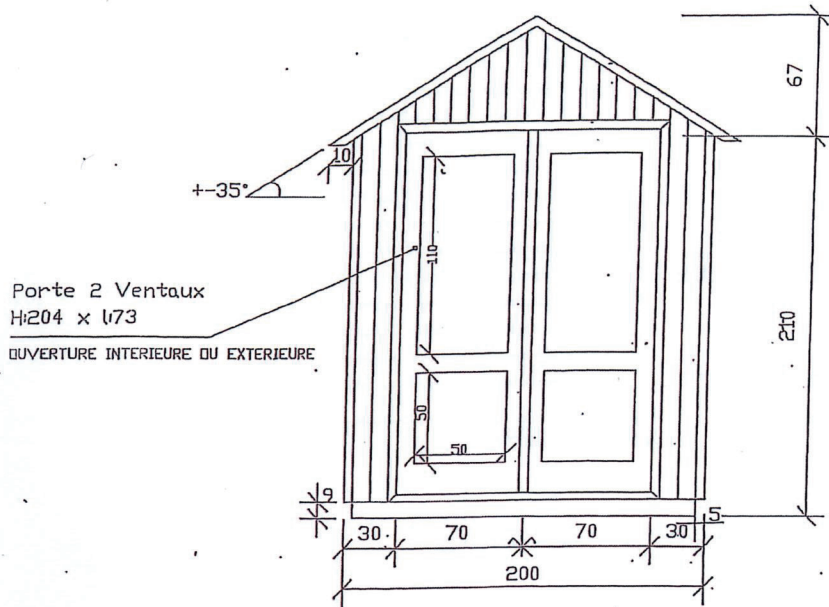 67
10
+-35°
110
Porte 2 Ventaux
H:204 x l:73
OUVERTURE INTERIEURE OU EXTERIEURE
210
50
50
9
5
30 70 70 30
200